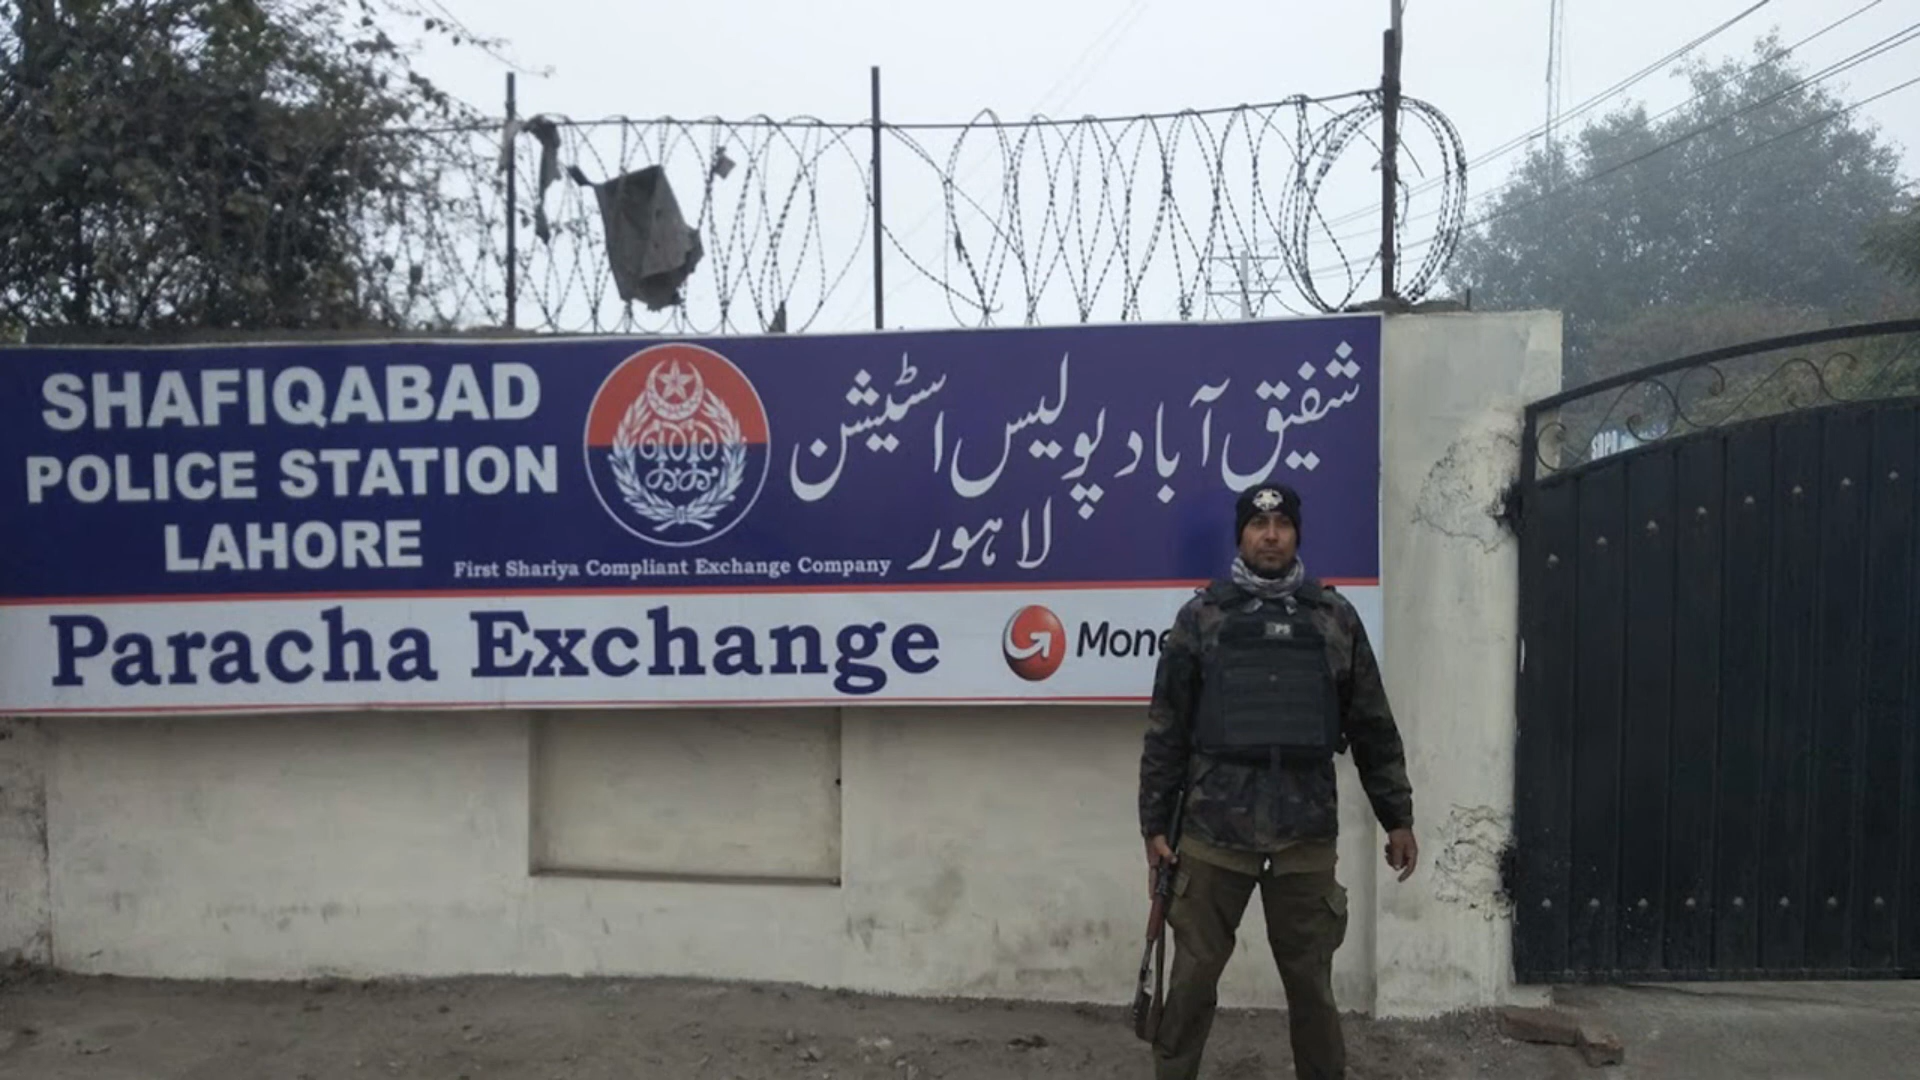 SHAFIQABAD
POLICE STATION
LAHORE
شفیق آباد پولیس اسٹیشن
لاہور
First Shariya Compliant Exchange Company
Paracha Exchange
Mone